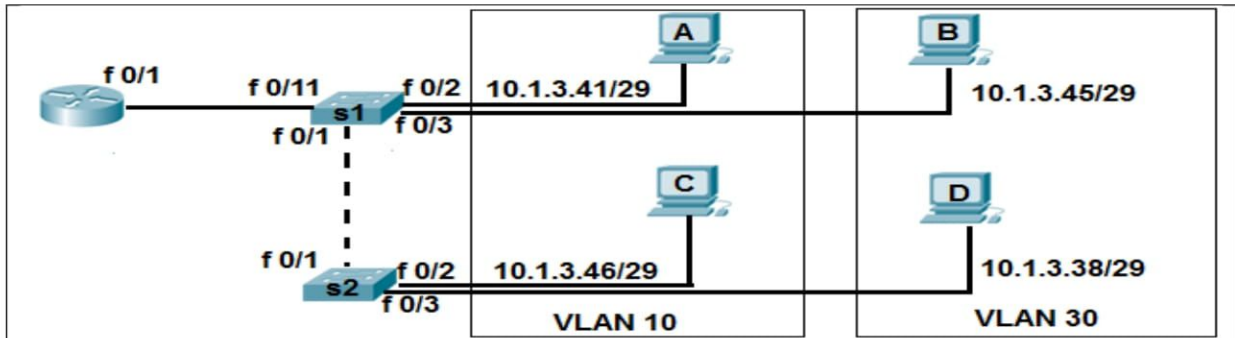 A
B
f 0/1
f 0/11
f 0/2
10.1.3.41/29
10.1.3.45/29
s1
f 0/3
f 0/1
C
D
f 0/1
f 0/2
10.1.3.46/29
10.1.3.38/29
s2
f 0/3
VLAN 10
VLAN 30